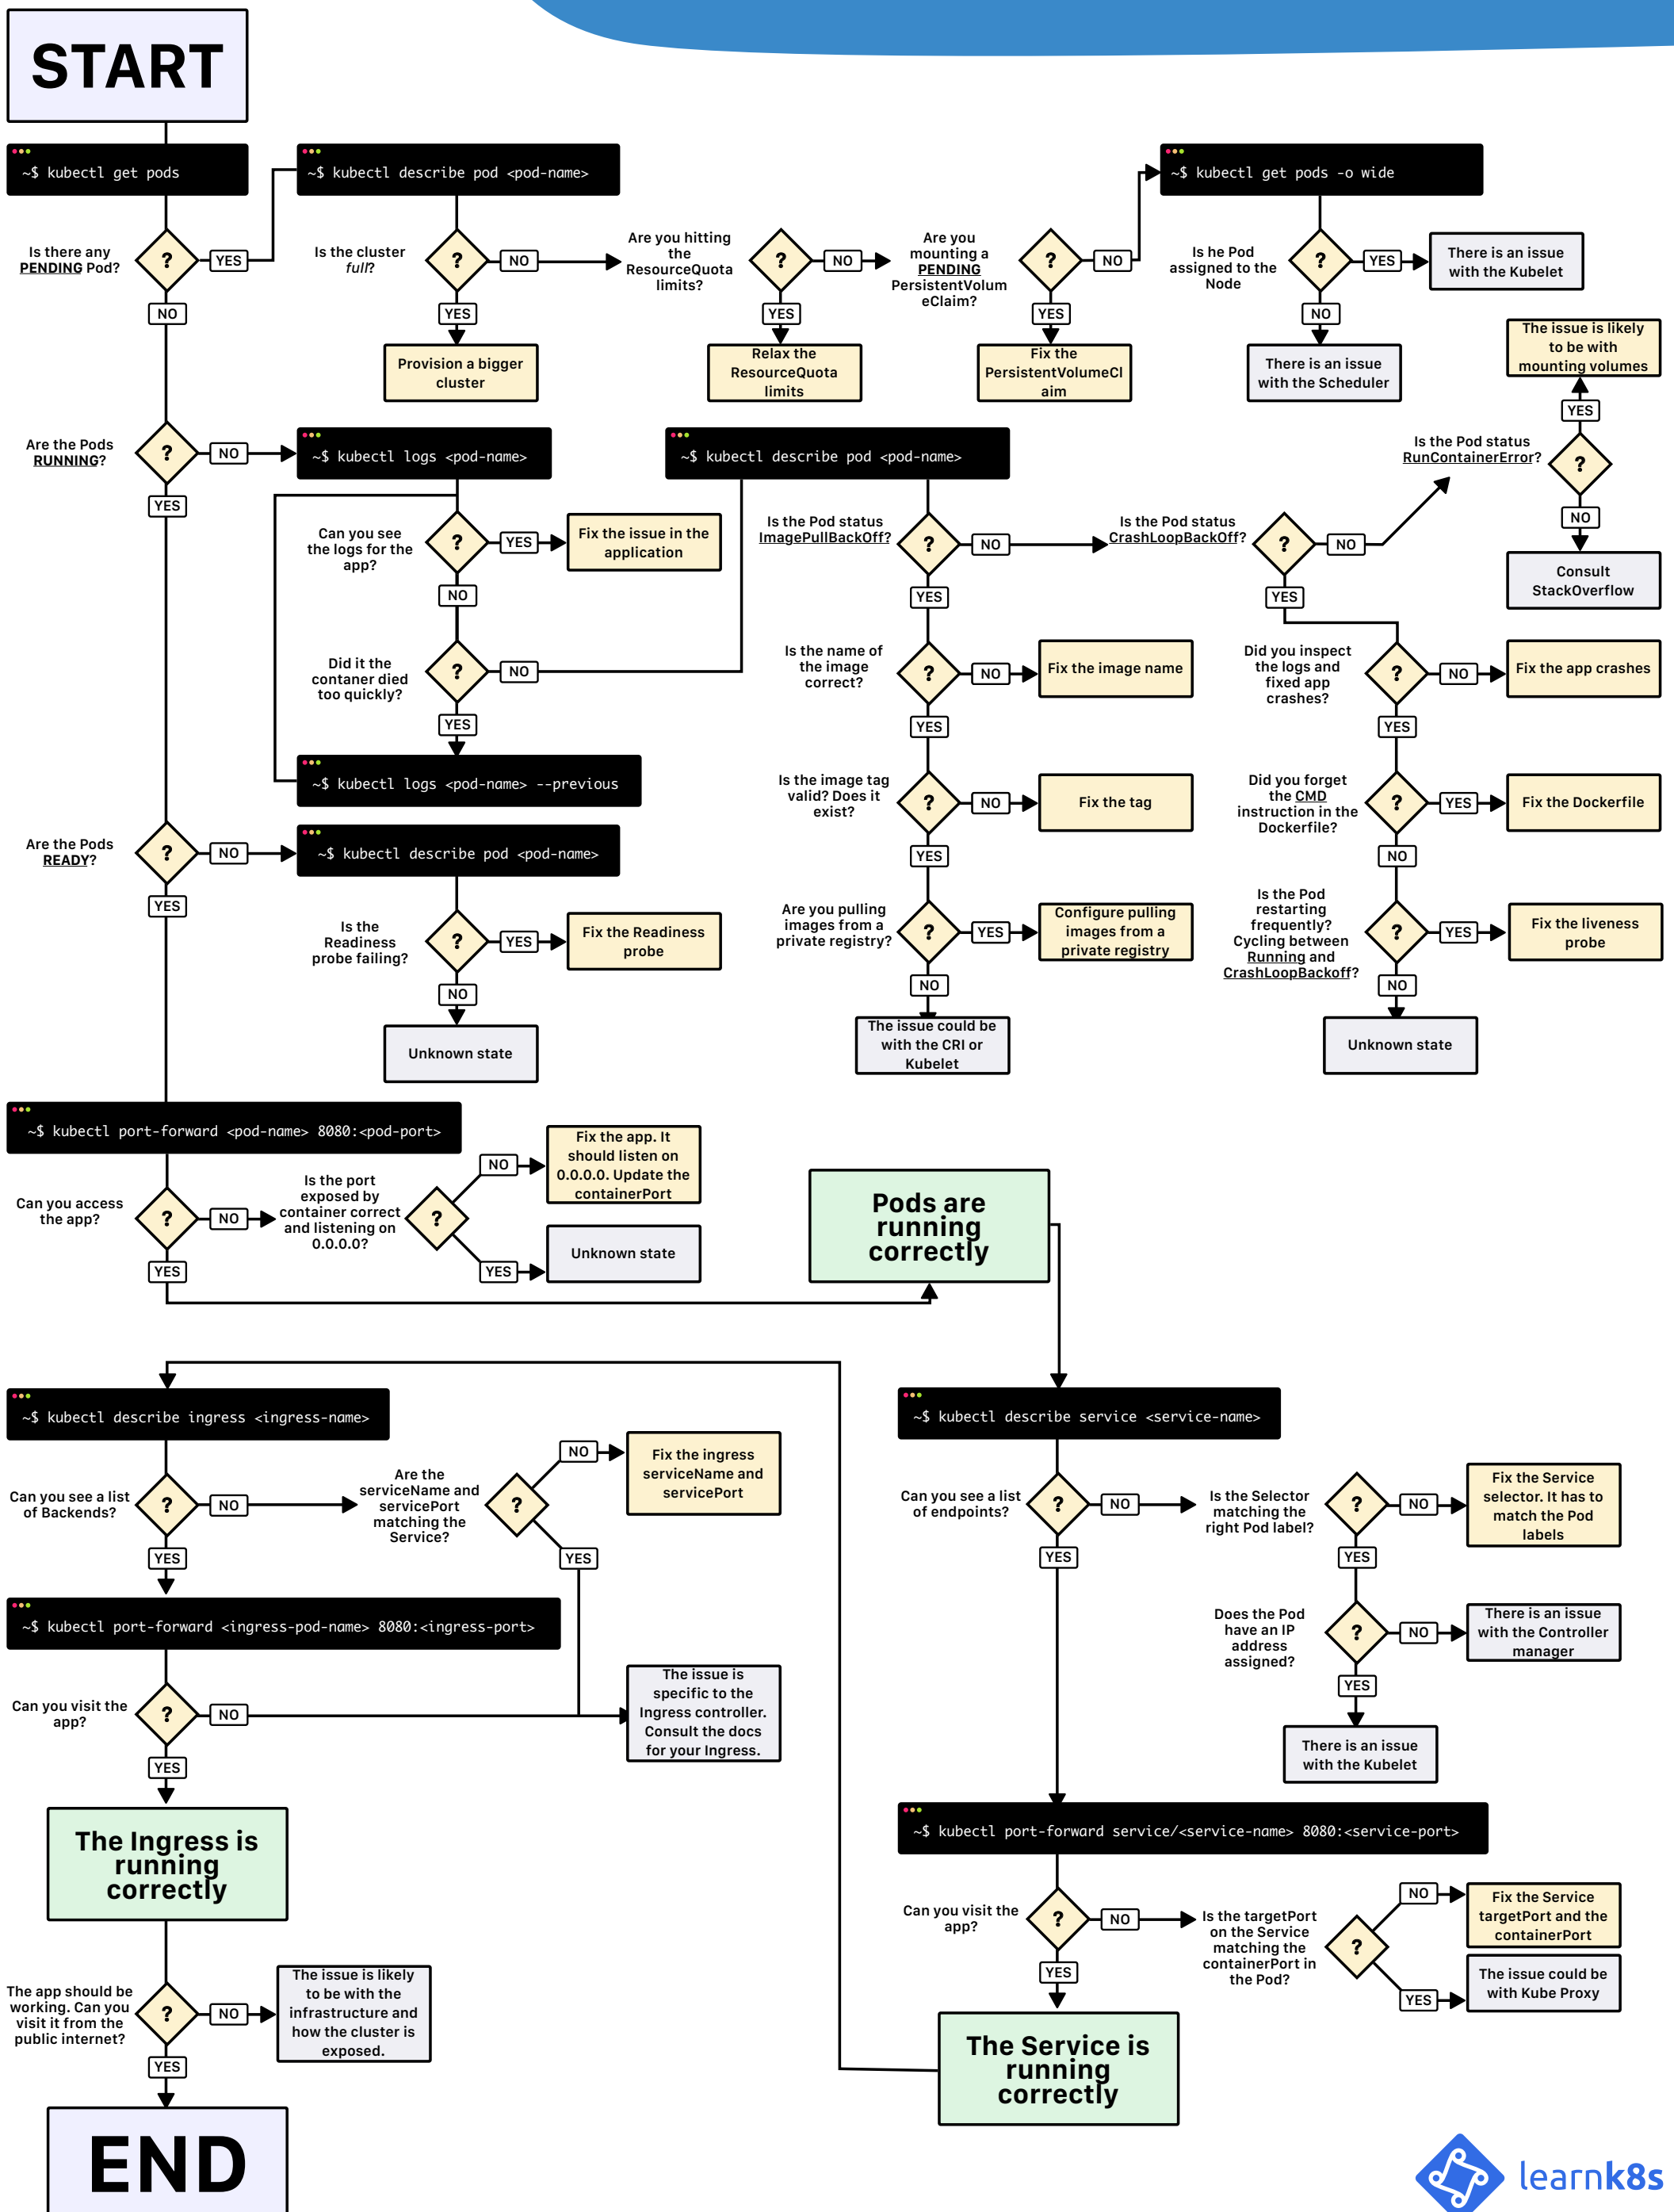 START
~$ kubectl get pods
~$ kubectl describe pod <pod-name>
~$ kubectl get pods -o wide
Is there any
PENDING Pod?
?
YES
NO
Is the cluster
full?
?
NO
YES
Provision a bigger
cluster
Are you hitting
the
ResourceQuota
limits?
?
NO
YES
Relax the
ResourceQuota
limits
Are you
mounting a
PENDING
PersistentVolum
eClaim?
?
NO
YES
Fix the
PersistentVolumeCl
aim
Is he Pod
assigned to the
Node
?
YES
There is an issue
with the Kubelet
NO
There is an issue
with the Scheduler
Are the Pods
RUNNING?
?
NO
YES
~$ kubectl logs <pod-name>
Can you see
the logs for the
app?
?
YES
Fix the issue in the
application
NO
Did it the
contaner died
too quickly?
?
NO
YES
~$ kubectl logs <pod-name> --previous
~$ kubectl describe pod <pod-name>
Is the Pod status
ImagePullBackOff?
?
NO
YES
Is the name of
the image
correct?
?
NO
Fix the image name
YES
Is the image tag
valid? Does it
exist?
?
NO
Fix the tag
YES
Are you pulling
images from a
private registry?
?
YES
Configure pulling
images from a
private registry
NO
The issue could be
with the CRI or
Kubelet
Is the Pod status
CrashLoopBackOff?
?
NO
YES
Is the Pod status
RunContainerError?
?
YES
The issue is likely
to be with
mounting volumes
NO
Consult
StackOverflow
Did you inspect
the logs and
fixed app
crashes?
?
NO
Fix the app crashes
YES
Did you forget
the CMD
instruction in the
Dockerfile?
?
YES
Fix the Dockerfile
NO
Is the Pod
restarting
frequently?
Cycling between
Running and
CrashLoopBackoff?
?
YES
Fix the liveness
probe
NO
Unknown state
Are the Pods
READY?
?
NO
YES
~$ kubectl describe pod <pod-name>
Is the
Readiness
probe failing?
?
YES
Fix the Readiness
probe
NO
Unknown state
~$ kubectl port-forward <pod-name> 8080:<pod-port>
Can you access
the app?
?
NO
YES
Is the port
exposed by
container correct
and listening on
0.0.0.0?
?
NO
Fix the app. It
should listen on
0.0.0.0. Update the
containerPort
YES
Unknown state
Pods are
running
correctly
~$ kubectl describe service <service-name>
Can you see a list
of endpoints?
?
NO
YES
Is the Selector
matching the
right Pod label?
?
NO
Fix the Service
selector. It has to
match the Pod
labels
YES
Does the Pod
have an IP
address
assigned?
?
NO
There is an issue
with the Controller
manager
YES
There is an issue
with the Kubelet
~$ kubectl port-forward service/<service-name> 8080:<service-port>
Can you visit the
app?
?
NO
YES
Is the targetPort
on the Service
matching the
containerPort in
the Pod?
?
NO
Fix the Service
targetPort and the
containerPort
YES
The issue could be
with Kube Proxy
The Service is
running
correctly
~$ kubectl describe ingress <ingress-name>
Can you see a list
of Backends?
?
NO
YES
Are the
serviceName and
servicePort
matching the
Service?
?
NO
Fix the ingress
serviceName and
servicePort
YES
~$ kubectl port-forward <ingress-pod-name> 8080:<ingress-port>
Can you visit the
app?
?
NO
YES
The issue is
specific to the
Ingress controller.
Consult the docs
for your Ingress.
The Ingress is
running
correctly
The app should be
working. Can you
visit it from the
public internet?
?
NO
The issue is likely
to be with the
infrastructure and
how the cluster is
exposed.
YES
END
learnk8s